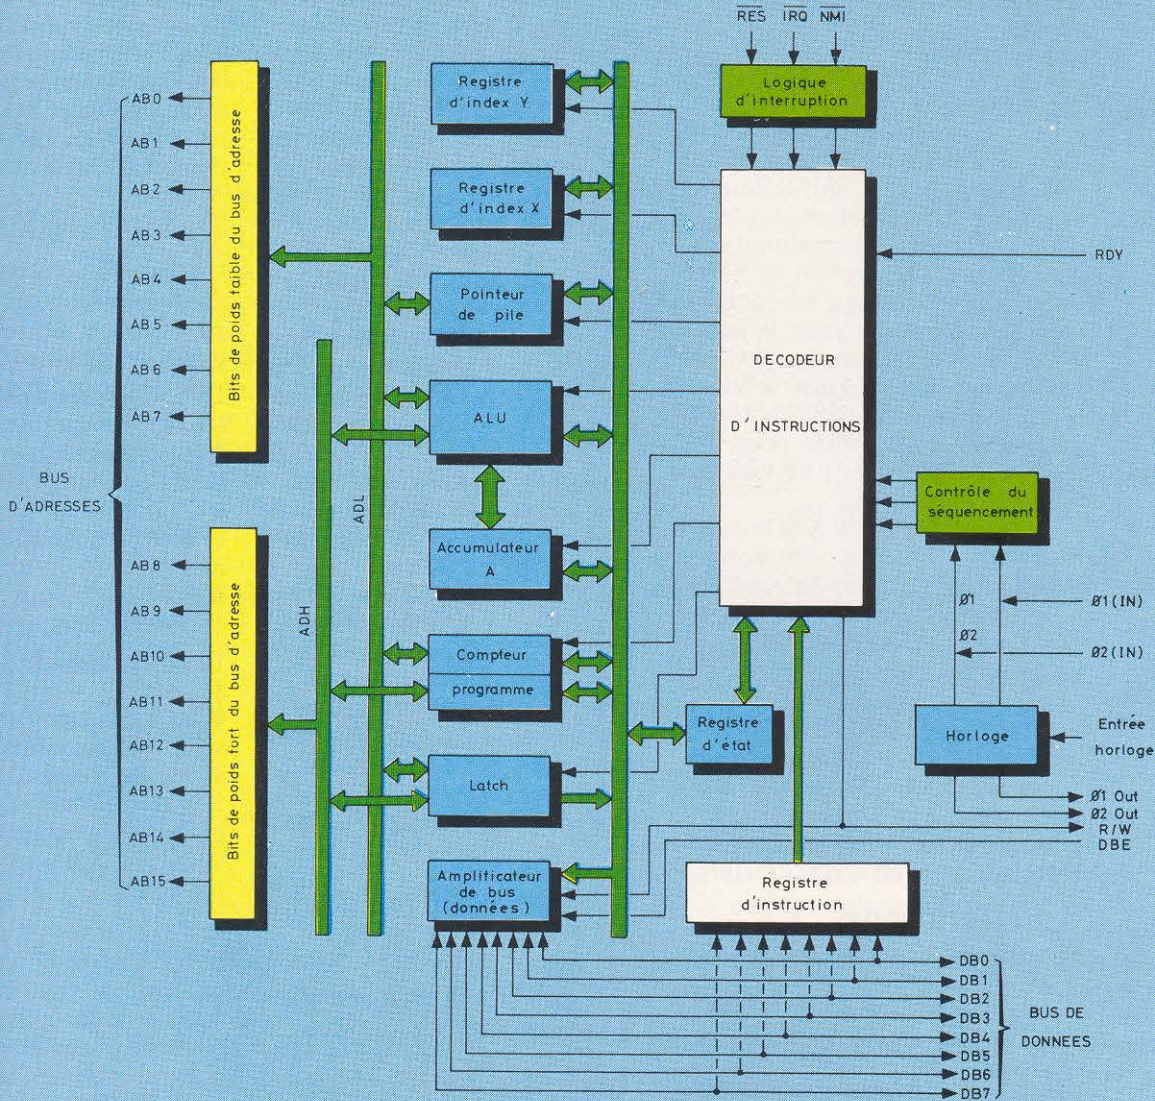 RES IRQ NMI
Logique
d'interruption
Registre
d'index Y
Registre
d'index X
Pointeur
de pile
ALU
Accumulateur
A
Compteur
programme
Latch
Amplificateur
de bus
(données)
AB0
AB1
AB2
AB3
AB4
AB5
AB6
AB7
Bits de poids faible du bus d'adresse
BUS
D'ADRESSES
AB8
AB9
AB10
AB11
AB12
AB13
AB14
AB15
Bits de poids fort du bus d'adresse
ADH
ADL
DECODEUR
D'INSTRUCTIONS
RDY
Contrôle du
séquencement
Ø1
Ø2
Ø1(IN)
Ø2(IN)
Registre
d'état
Horloge
Entrée
horloge
Ø1 Out
Ø2 Out
R/W
DBE
Registre
d'instruction
DB0
DB1
DB2
DB3
DB4
DB5
DB6
DB7
BUS DE
DONNEES